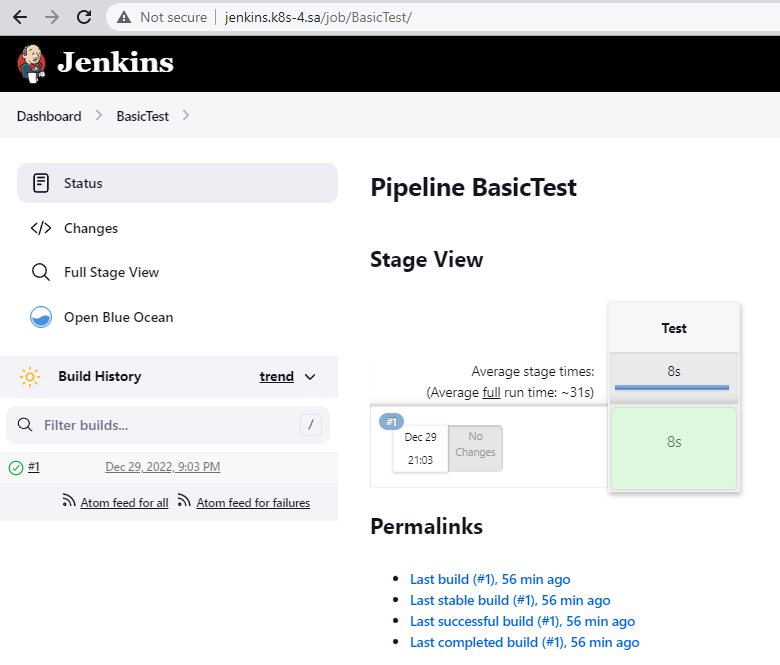 Not secure | jenkins.k8s-4.sa/job/BasicTest/
Jenkins
Dashboard
BasicTest
Status
Changes
Full Stage View
Open Blue Ocean
Build History
trend
Filter builds...
/
#1
Dec 29, 2022, 9:03 PM
Atom feed for all
Atom feed for failures
Pipeline BasicTest
Stage View
Test
Average stage times:
(Average full run time: ~31s)
8s
#1
Dec 29
21:03
No
Changes
8s
Permalinks
Last build (#1), 56 min ago
Last stable build (#1), 56 min ago
Last successful build (#1), 56 min ago
Last completed build (#1), 56 min ago